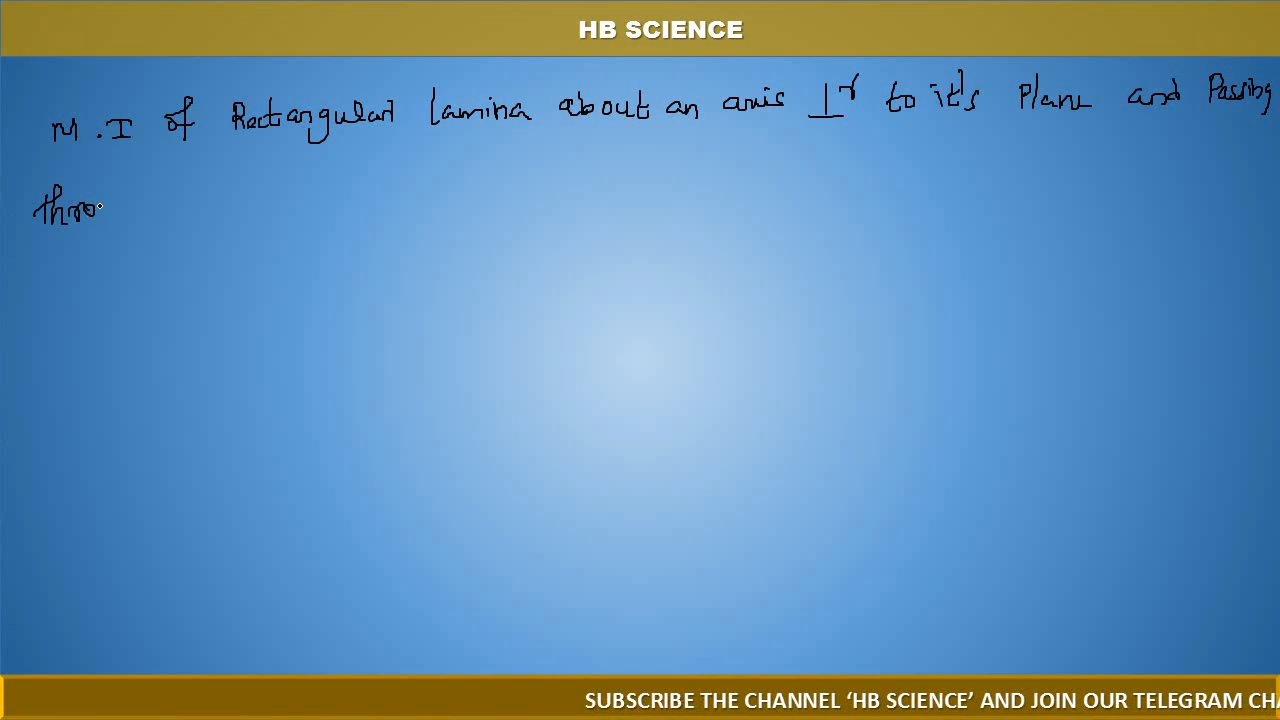 HB SCIENCE
M.I of Rectangular lamina about an axis ⊥r to it's Plane and Passing
thro
SUBSCRIBE THE CHANNEL ‘HB SCIENCE’ AND JOIN OUR TELEGRAM CH